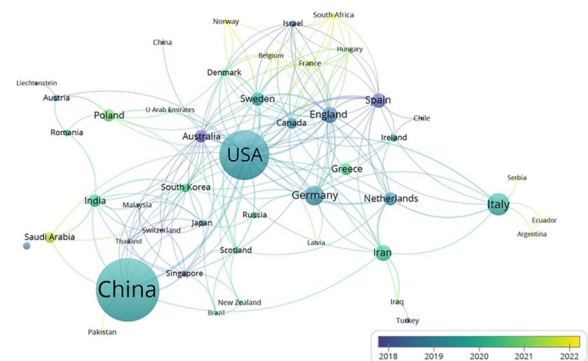 South Africa
Norway
Israel
China
Hungary
Belgium
France
Denmark
Liechtenstein
Austria
Sweden
Spain
U Arab Emirates
Poland
England
Chile
Canada
Romania
Australia
Ireland
USA
Greece
Serbia
South Korea
India
Germany
Netherlands
Malaysia
Italy
Russia
Ecuador
Japan
Switzerland
Argentina
Saudi Arabia
Thailand
Latvia
Scotland
Iran
Singapore
China
New Zealand
Iraq
Brazil
Turkey
Pakistan
2018 2019 2020 2021 2022